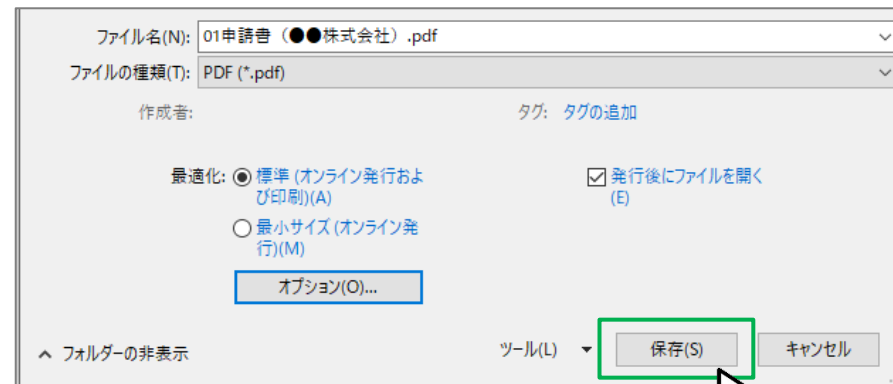 ファイル名(N): 01申請書（●●株式会社）.pdf
ファイルの種類(T): PDF (*.pdf)
作成者: タグ: タグの追加
最適化: 標準 (オンライン発行およ
び印刷)(A)
発行後にファイルを開く
(E)
最小サイズ (オンライン発
行)(M)
オプション(O)...
フォルダーの非表示 ツール(L) 保存(S) キャンセル